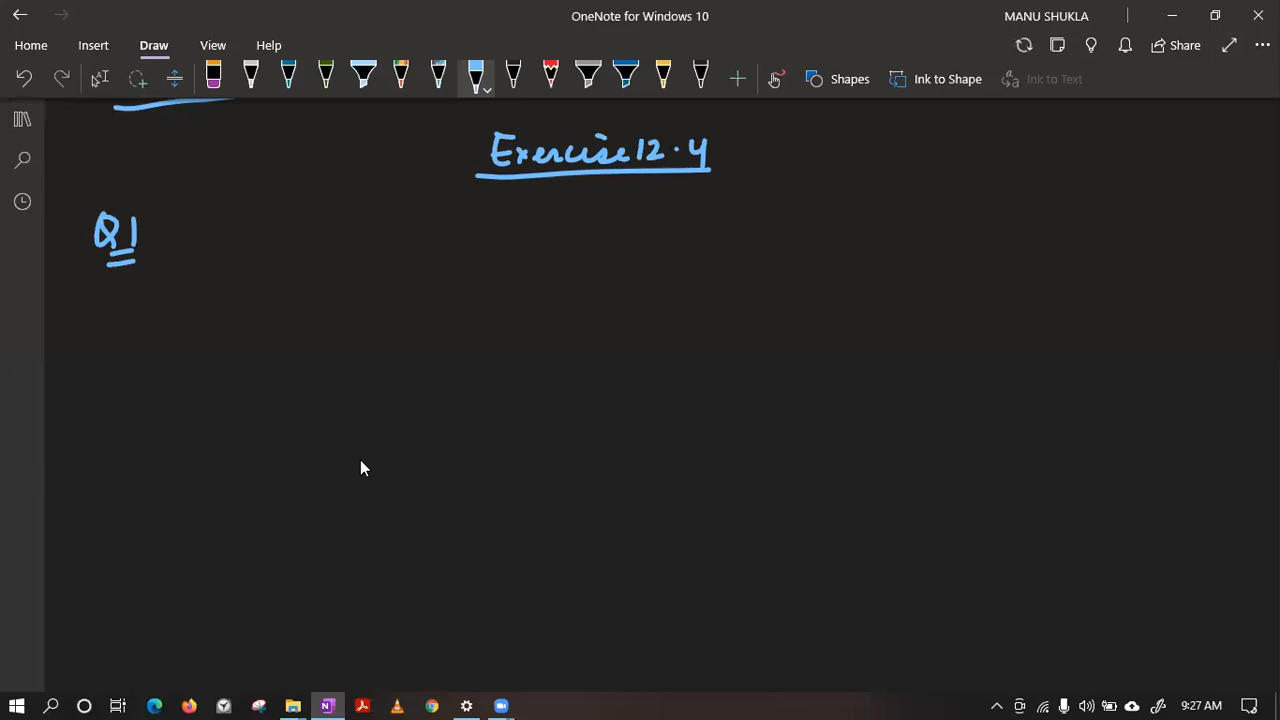 OneNote for Windows 10
MANU SHUKLA
Home Insert Draw View Help
Share
Shapes
Ink to Shape
Ink to Text
Exercise 12.4
Q1
9:27 AM